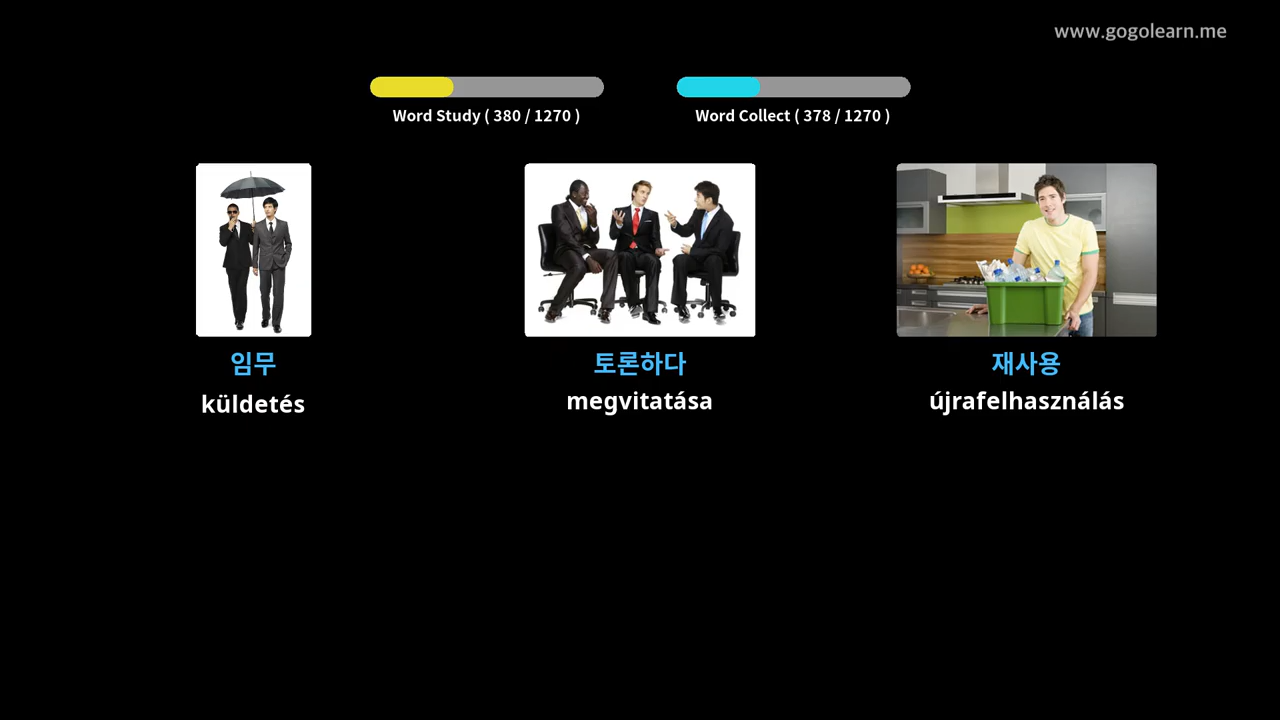 www.gogolearn.me
Word Study ( 380 / 1270 )
Word Collect ( 378 / 1270 )
임무
küldetés
토론하다
megvitatása
재사용
újrafelhasználás